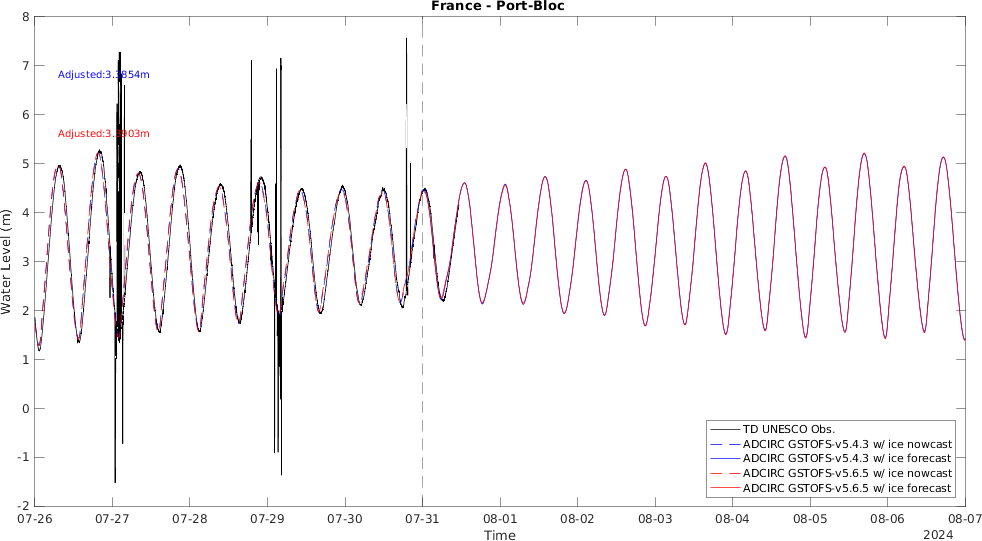 France - Port-Bloc
8
7
6
5
4
3
2
1
0
-1
-2
Water Level (m)
Adjusted:3.3854m
TD UNESCO Obs.
ADCIRC GSTOFS-v5.4.3 w/ ice nowcast
ADCIRC GSTOFS-v5.4.3 w/ ice forecast
ADCIRC GSTOFS-v5.6.5 w/ ice nowcast
ADCIRC GSTOFS-v5.6.5 w/ ice forecast
07-26 07-27 07-28 07-29 07-30 07-31 08-01 08-02 08-03 08-04 08-05 08-06 08-07
Time
2024